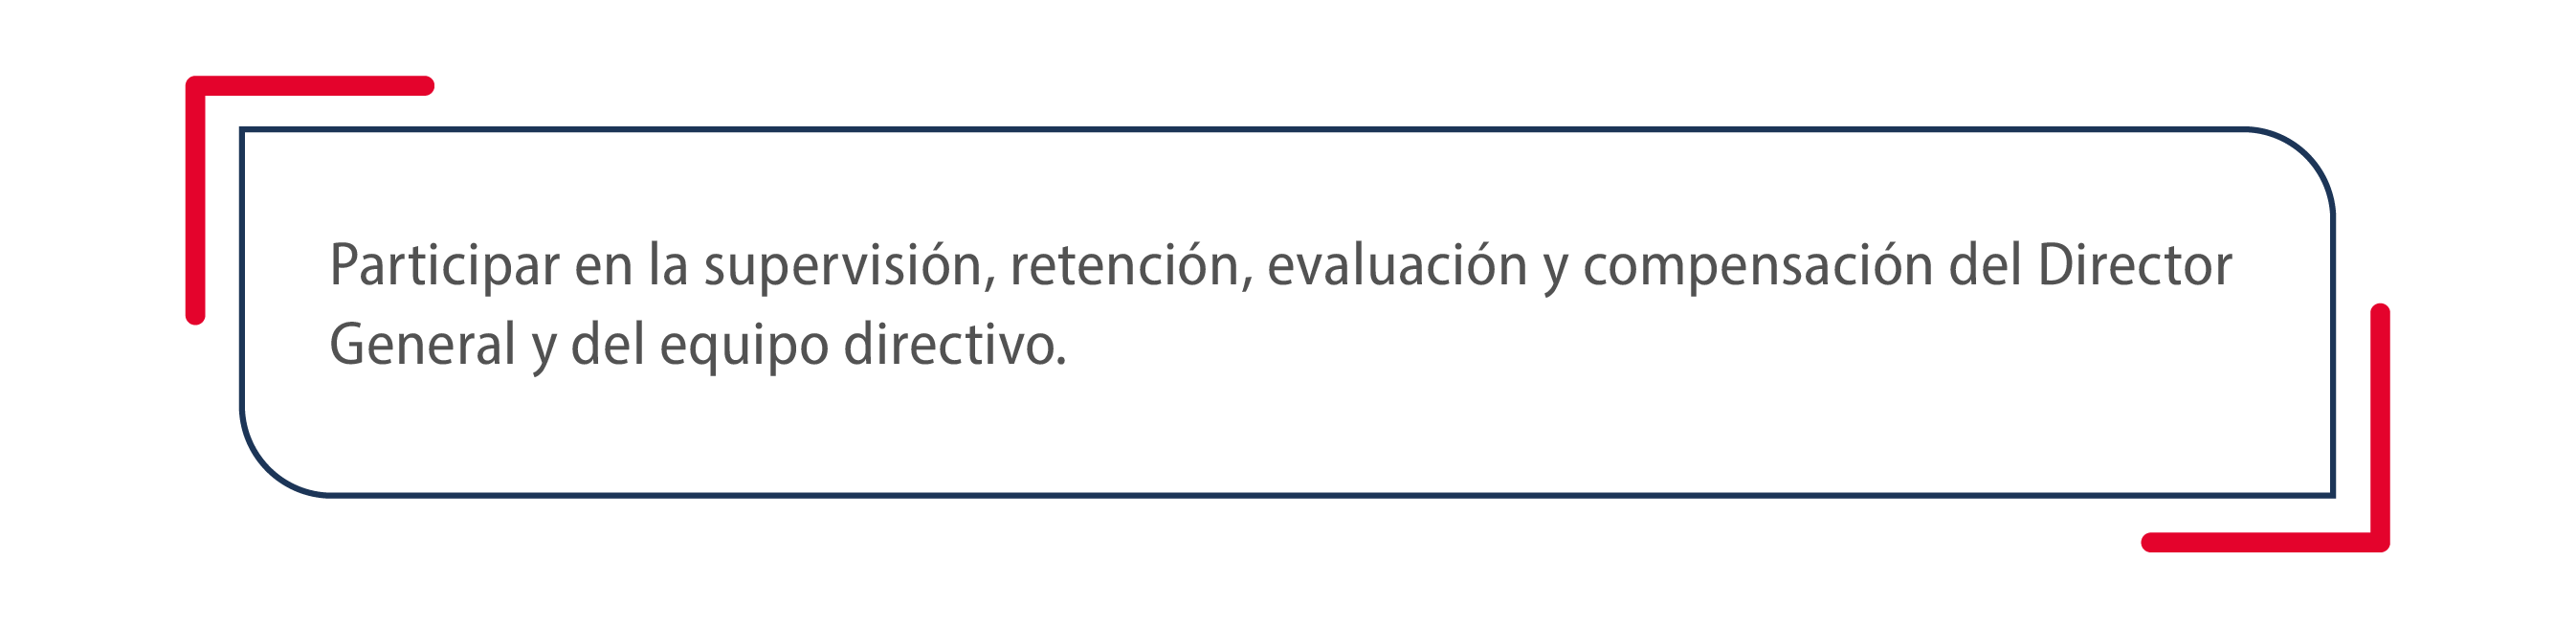 Participar en la supervisión, retención, evaluación y compensación del Director
General y del equipo directivo.